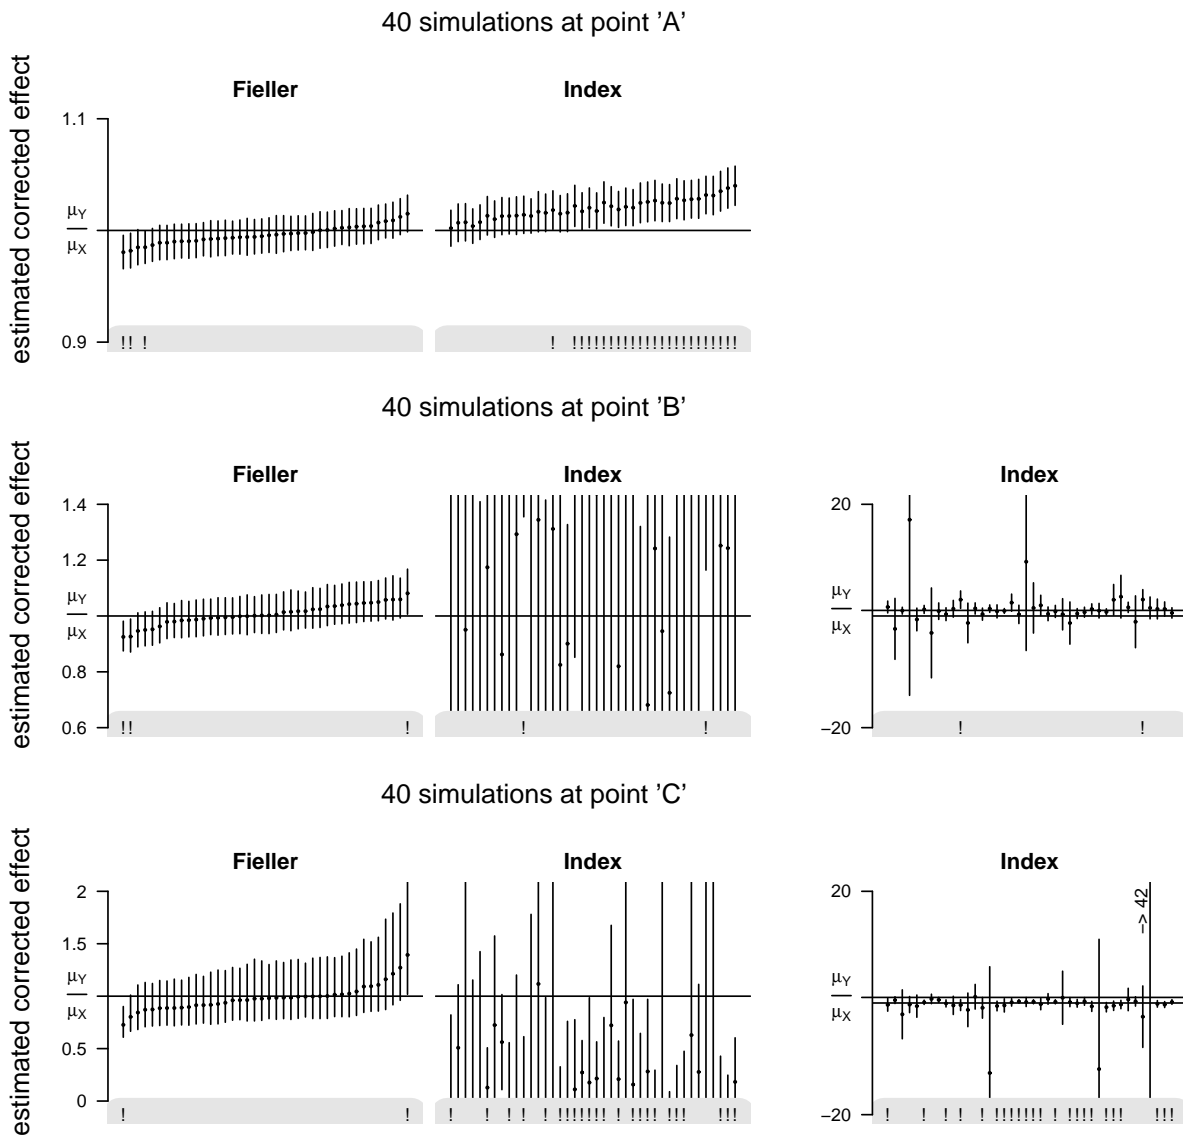 40 simulations at point 'A'
estimated corrected effect
Fieller
Index
1.1
μY
μX
0.9
!! !
! !!!!!!!!!!!!!!!!!!!!!!!
40 simulations at point 'B'
estimated corrected effect
Fieller
Index
Index
1.4
1.2
μY
μX
0.8
0.6
!! !
! !
20
μY
μX
−20
! !
40 simulations at point 'C'
estimated corrected effect
Fieller
Index
Index
2
1.5
μY
μX
0.5
0
! !
! ! ! ! ! !!!!!!! ! !!!! !!! !!!
20
−> 42
μY
μX
−20
! ! ! ! ! !!!!!!! ! !!!! !!! !!!